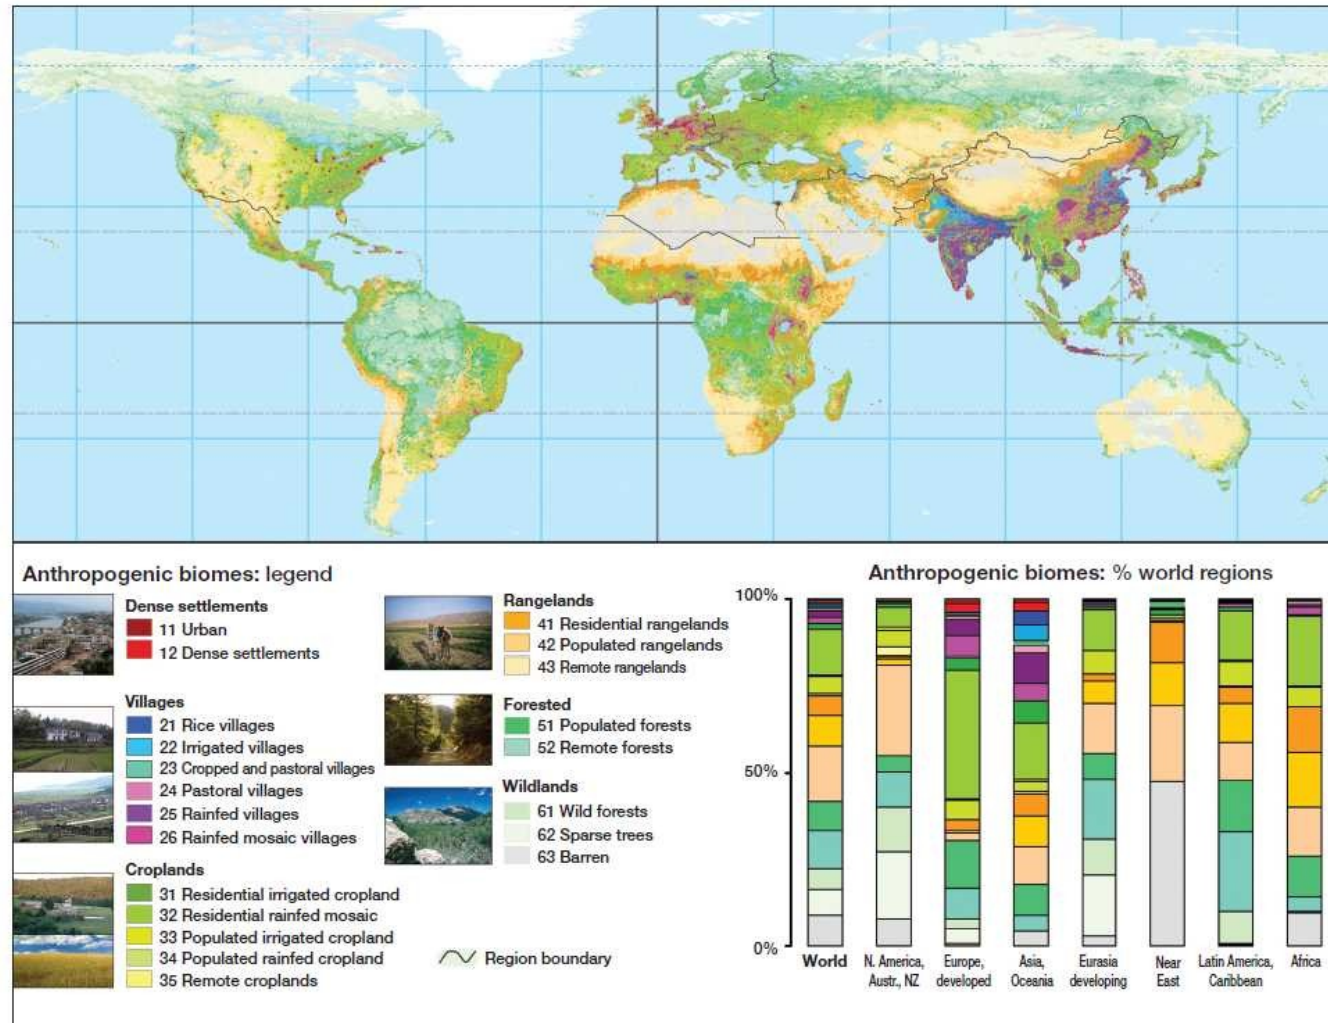 Anthropogenic biomes: legend
Dense settlements
11 Urban
12 Dense settlements
Villages
21 Rice villages
22 Irrigated villages
23 Cropped and pastoral villages
24 Pastoral villages
25 Rainfed villages
26 Rainfed mosaic villages
Croplands
31 Residential irrigated cropland
32 Residential rainfed mosaic
33 Populated irrigated cropland
34 Populated rainfed cropland
35 Remote croplands
Rangelands
41 Residential rangelands
42 Populated rangelands
43 Remote rangelands
Forested
51 Populated forests
52 Remote forests
Wildlands
61 Wild forests
62 Sparse trees
63 Barren
Region boundary
Anthropogenic biomes: % world regions
100%
50%
0%
World
N. America,
Austr., NZ
Europe,
developed
Asia,
Oceania
Eurasia
developing
Near
East
Latin America,
Caribbean
Africa